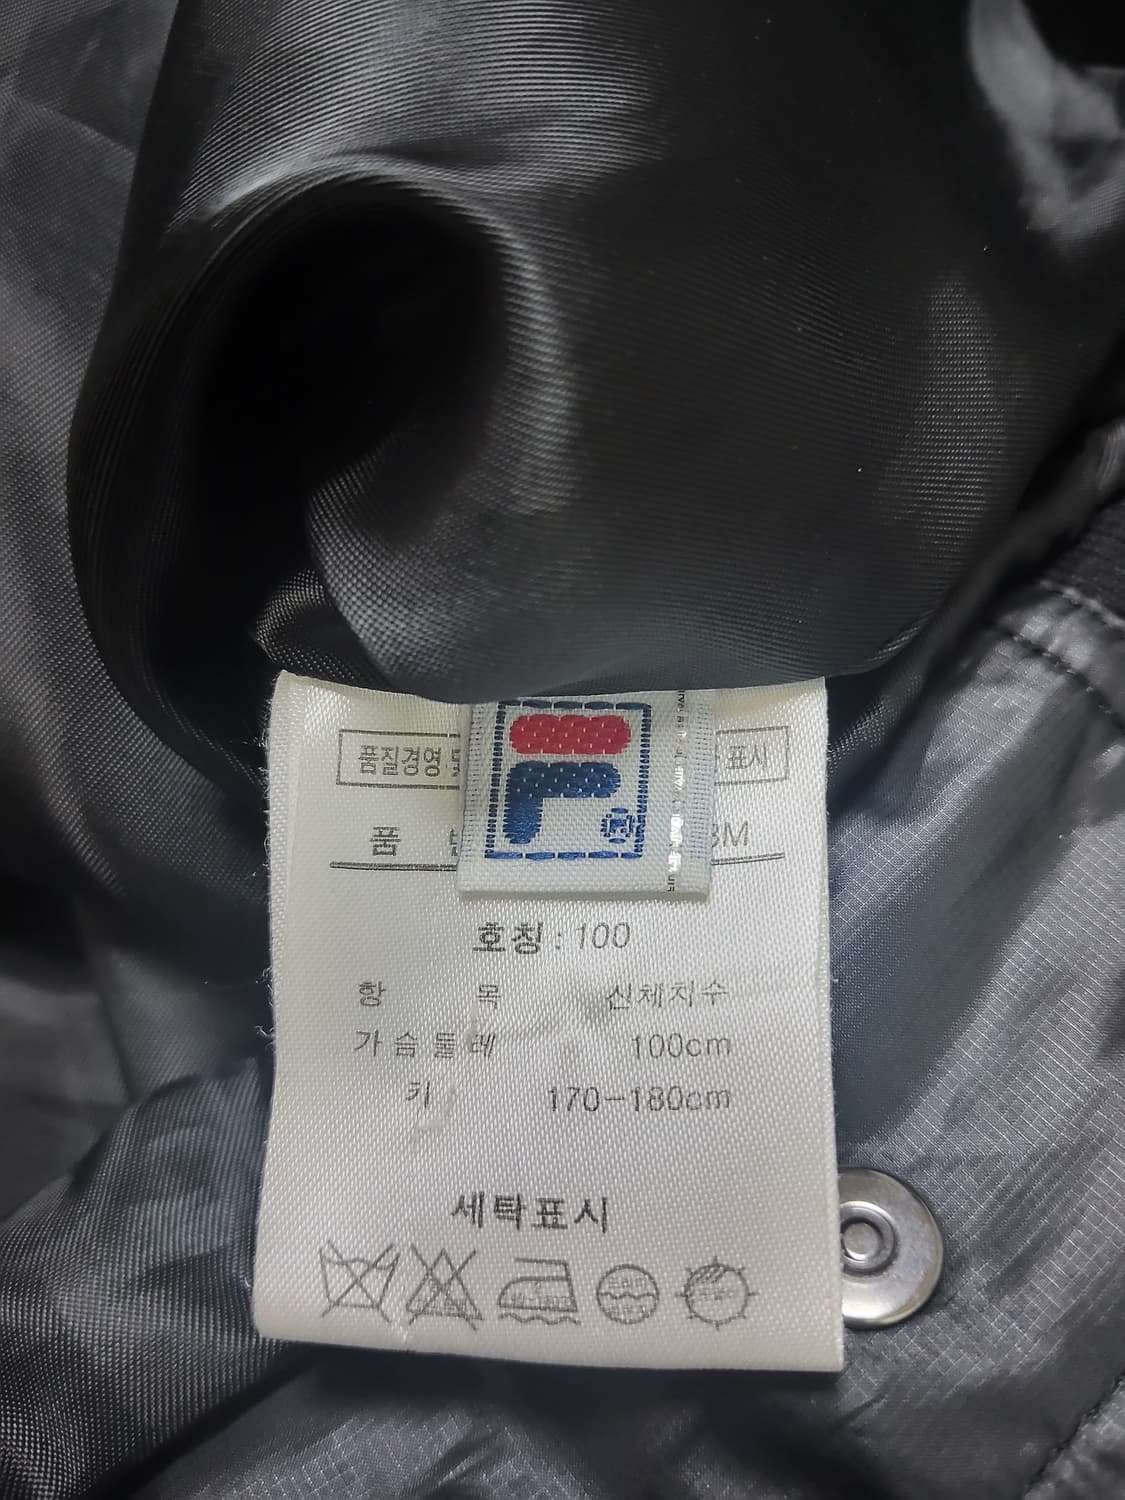 품질경영 표시
품
호칭 : 100
항 목 신체치수
가슴둘레 100cm
키 170-180cm
세탁표시